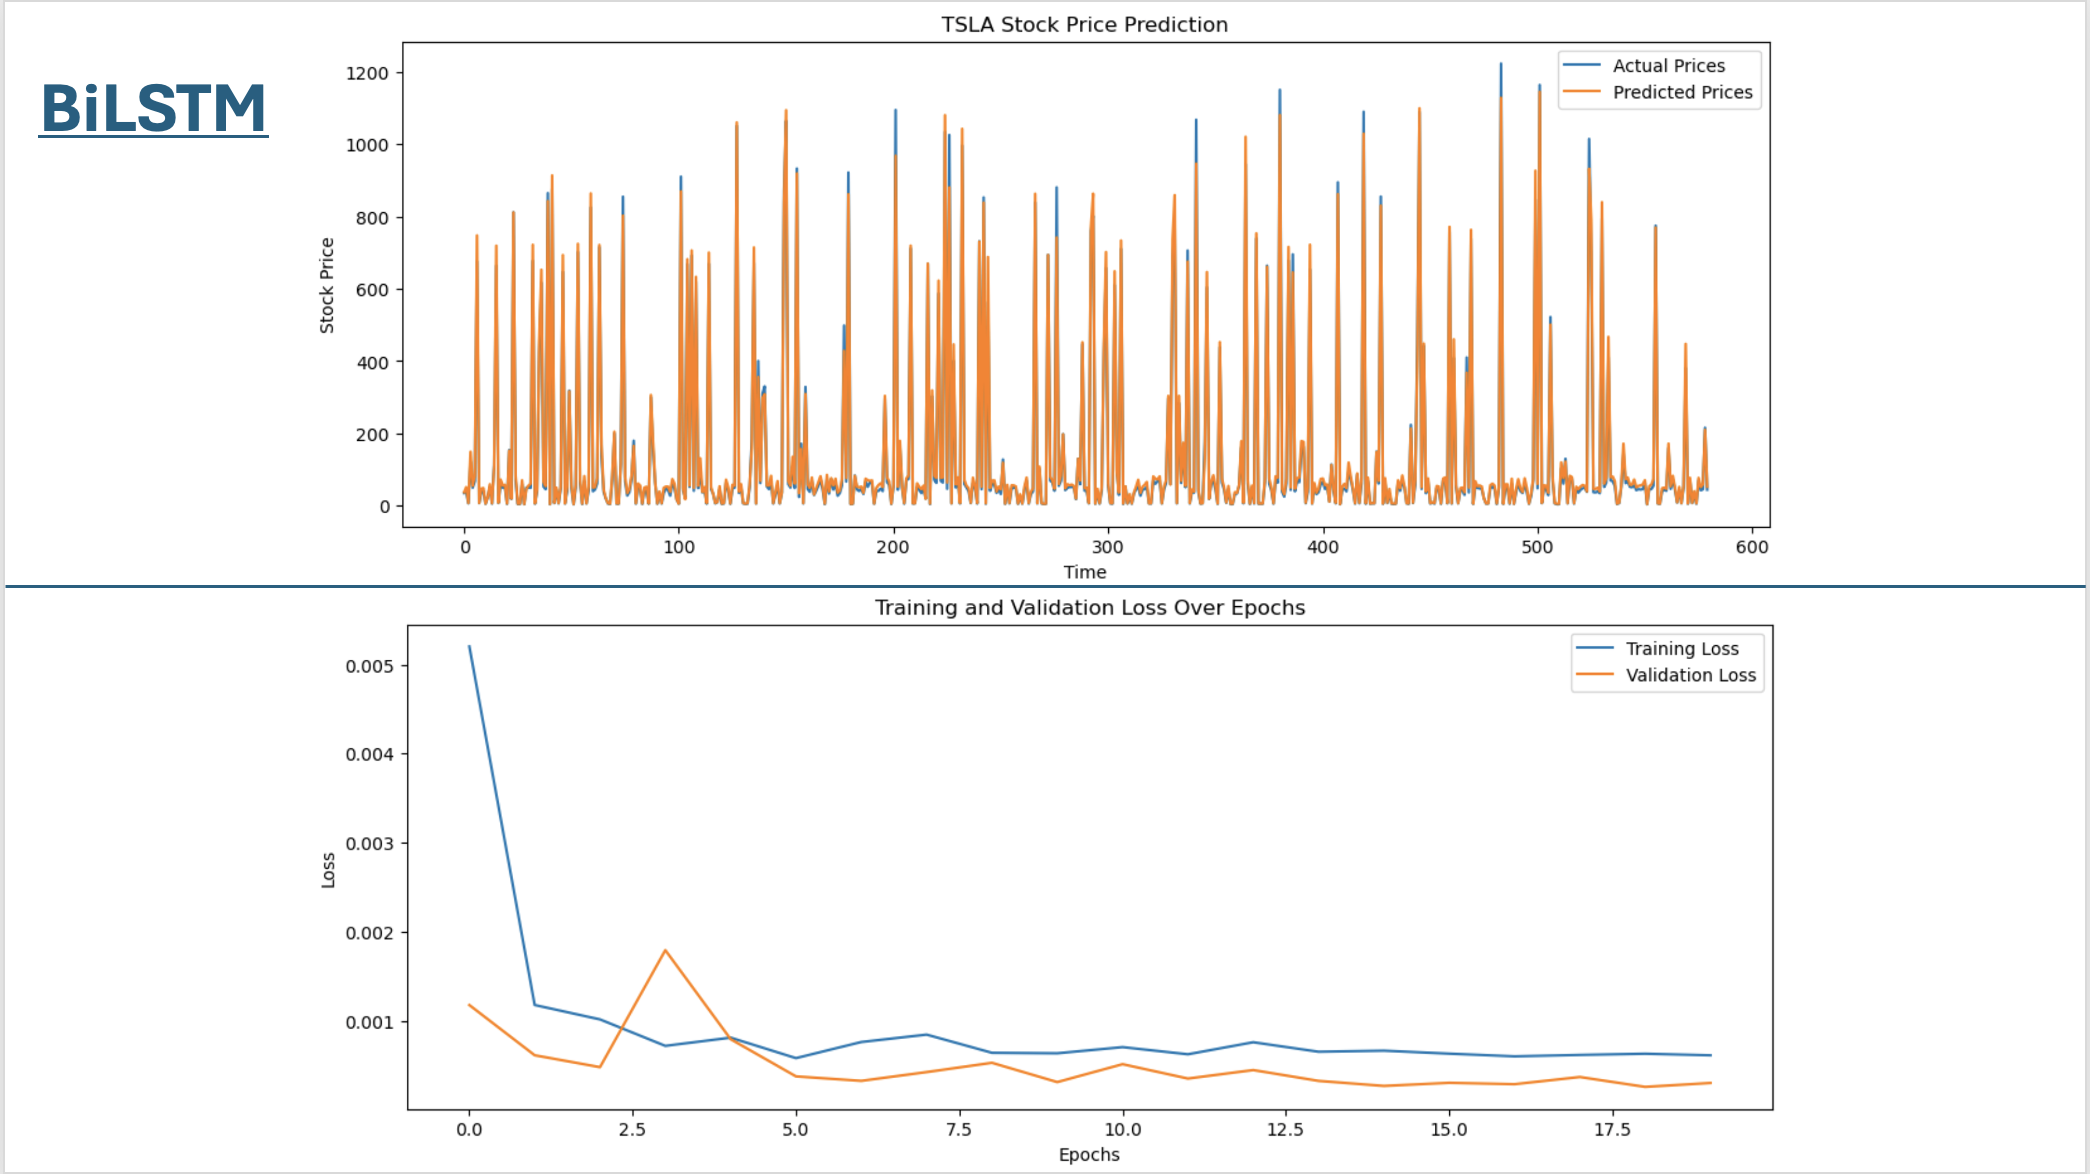 BiLSTM
TSLA Stock Price Prediction
Actual Prices
Predicted Prices
1200
1000
800
600
400
200
0
Stock Price
0 100 200 300 400 500 600
Time
Training and Validation Loss Over Epochs
Training Loss
Validation Loss
0.005
0.004
0.003
0.002
0.001
Loss
0.0 2.5 5.0 7.5 10.0 12.5 15.0 17.5
Epochs